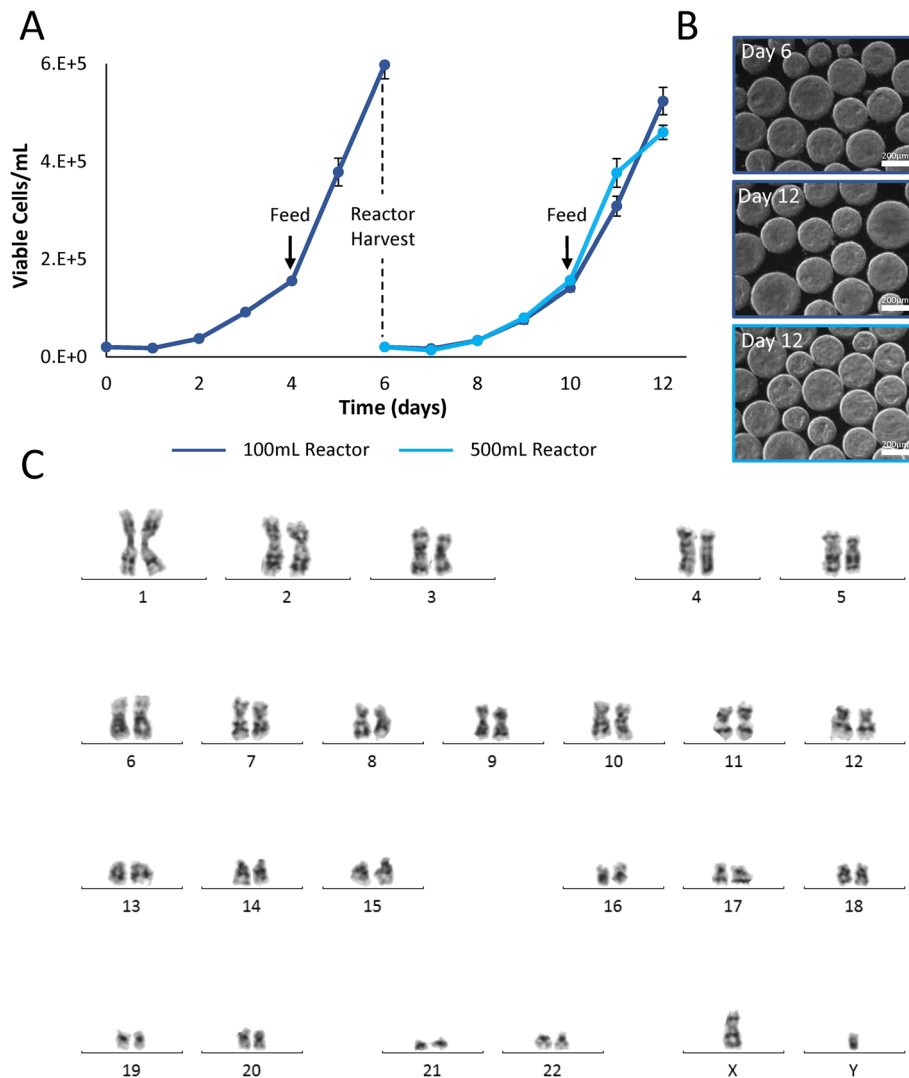 A
B
6.E+5
4.E+5
2.E+5
0.E+0
Viable Cells/mL
Feed
Reactor
Harvest
Feed
0 2 4 6 8 10 12
Time (days)
100mL Reactor 500mL Reactor
Day 6
200μm
Day 12
200μm
Day 12
200μm
C
1 2 3 4 5
6 7 8 9 10 11 12
13 14 15 16 17 18
19 20 21 22 X Y